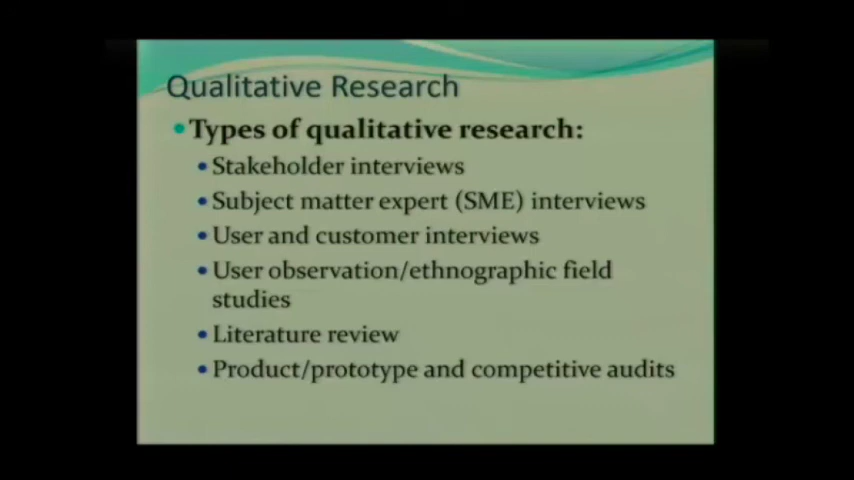 Qualitative Research
•Types of qualitative research:
•Stakeholder interviews
•Subject matter expert (SME) interviews
•User and customer interviews
•User observation/ethnographic field
studies
•Literature review
•Product/prototype and competitive audits